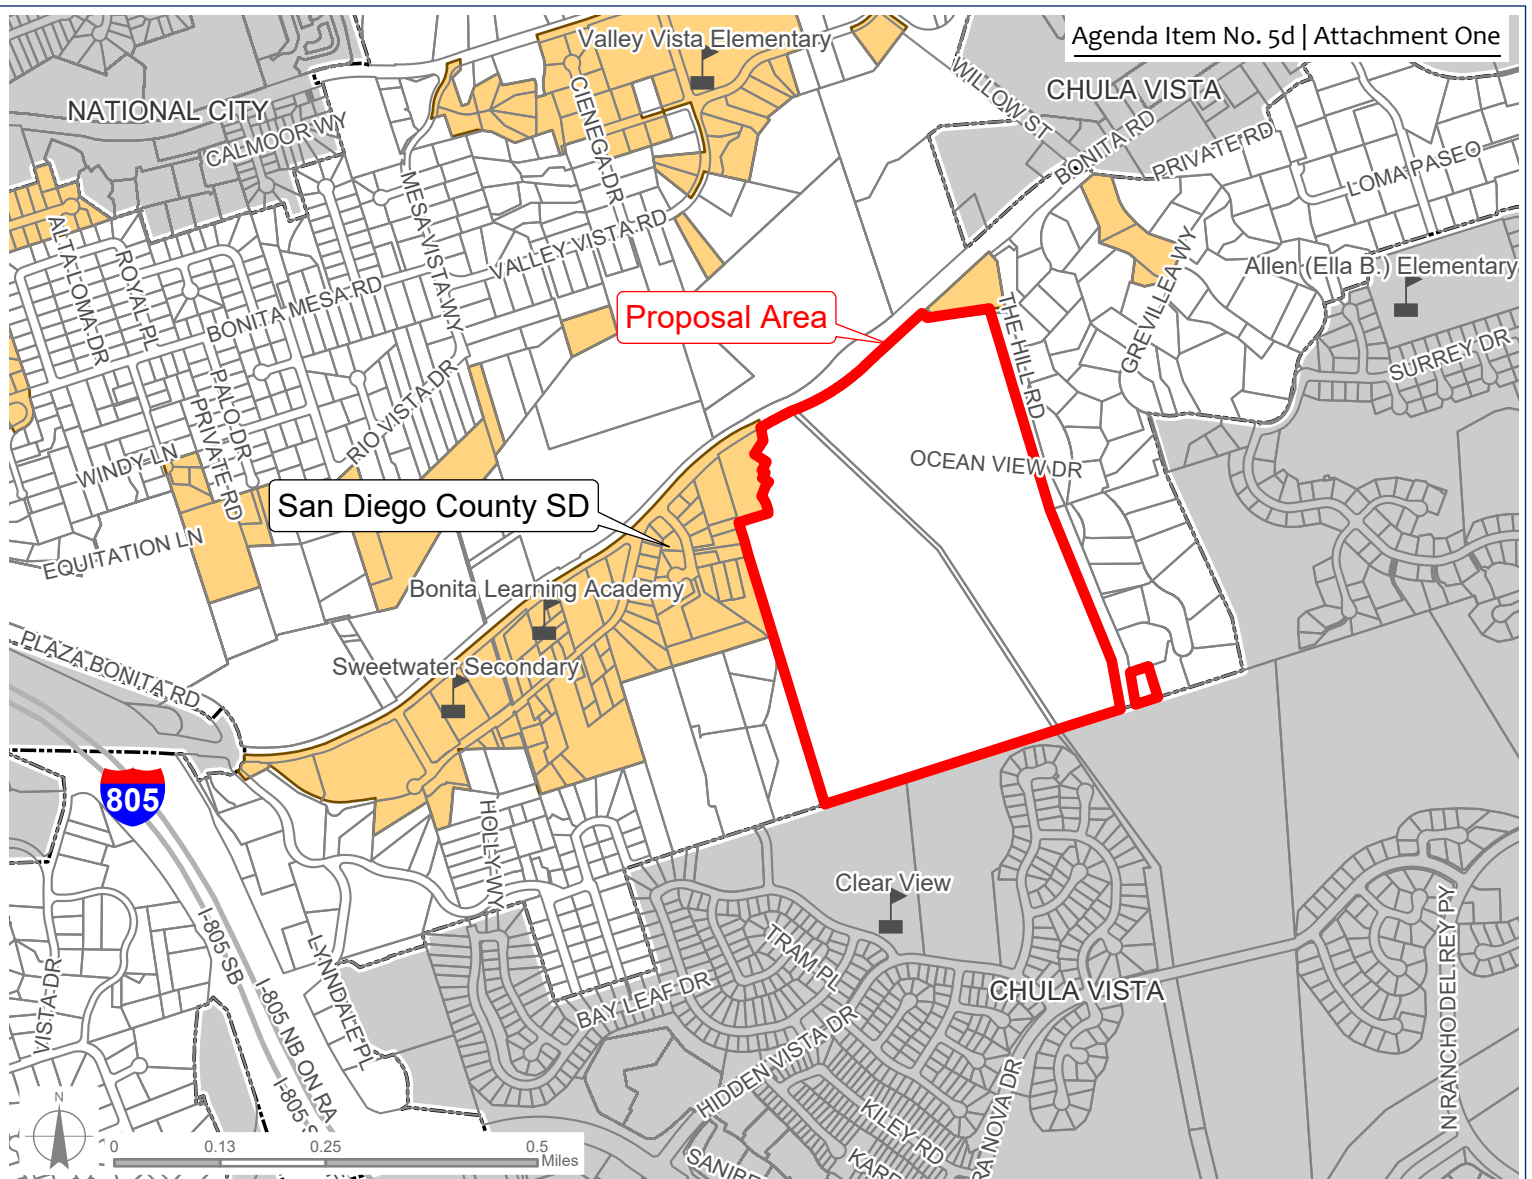 Agenda Item No. 5d | Attachment One
Valley Vista Elementary
NATIONAL CITY
CHULA VISTA
WILLOW ST
BONITA RD
PRIVATE RD
LOMA PASEO
CALMOOR WY
CIENEGA DR
MESA VISTA WY
VALLEY VISTA RD
ALTA LOMA DR
ROYAL PL
BONITA MESA RD
Allen (Ella B.) Elementary
GREVILLEA WY
SURREY DR
Proposal Area
THE HILL RD
RIO VISTA DR
PALO DR
PRIVATE RD
WINDY LN
OCEAN VIEW DR
San Diego County SD
EQUITATION LN
Bonita Learning Academy
Sweetwater Secondary
PLAZA BONITA RD
805
HOLLY WY
Clear View
I-805 SB
LYNNDALE PL
VISTA DR
I-805 NB ON RA
I-805 S
TRAM PL
BAY LEAF DR
CHULA VISTA
HIDDEN VISTA DR
N RANCHO DEL REY PY
KILEY RD
RA NOVA DR
SANIBE
KARE
N
0 0.13 0.25 0.5
Miles